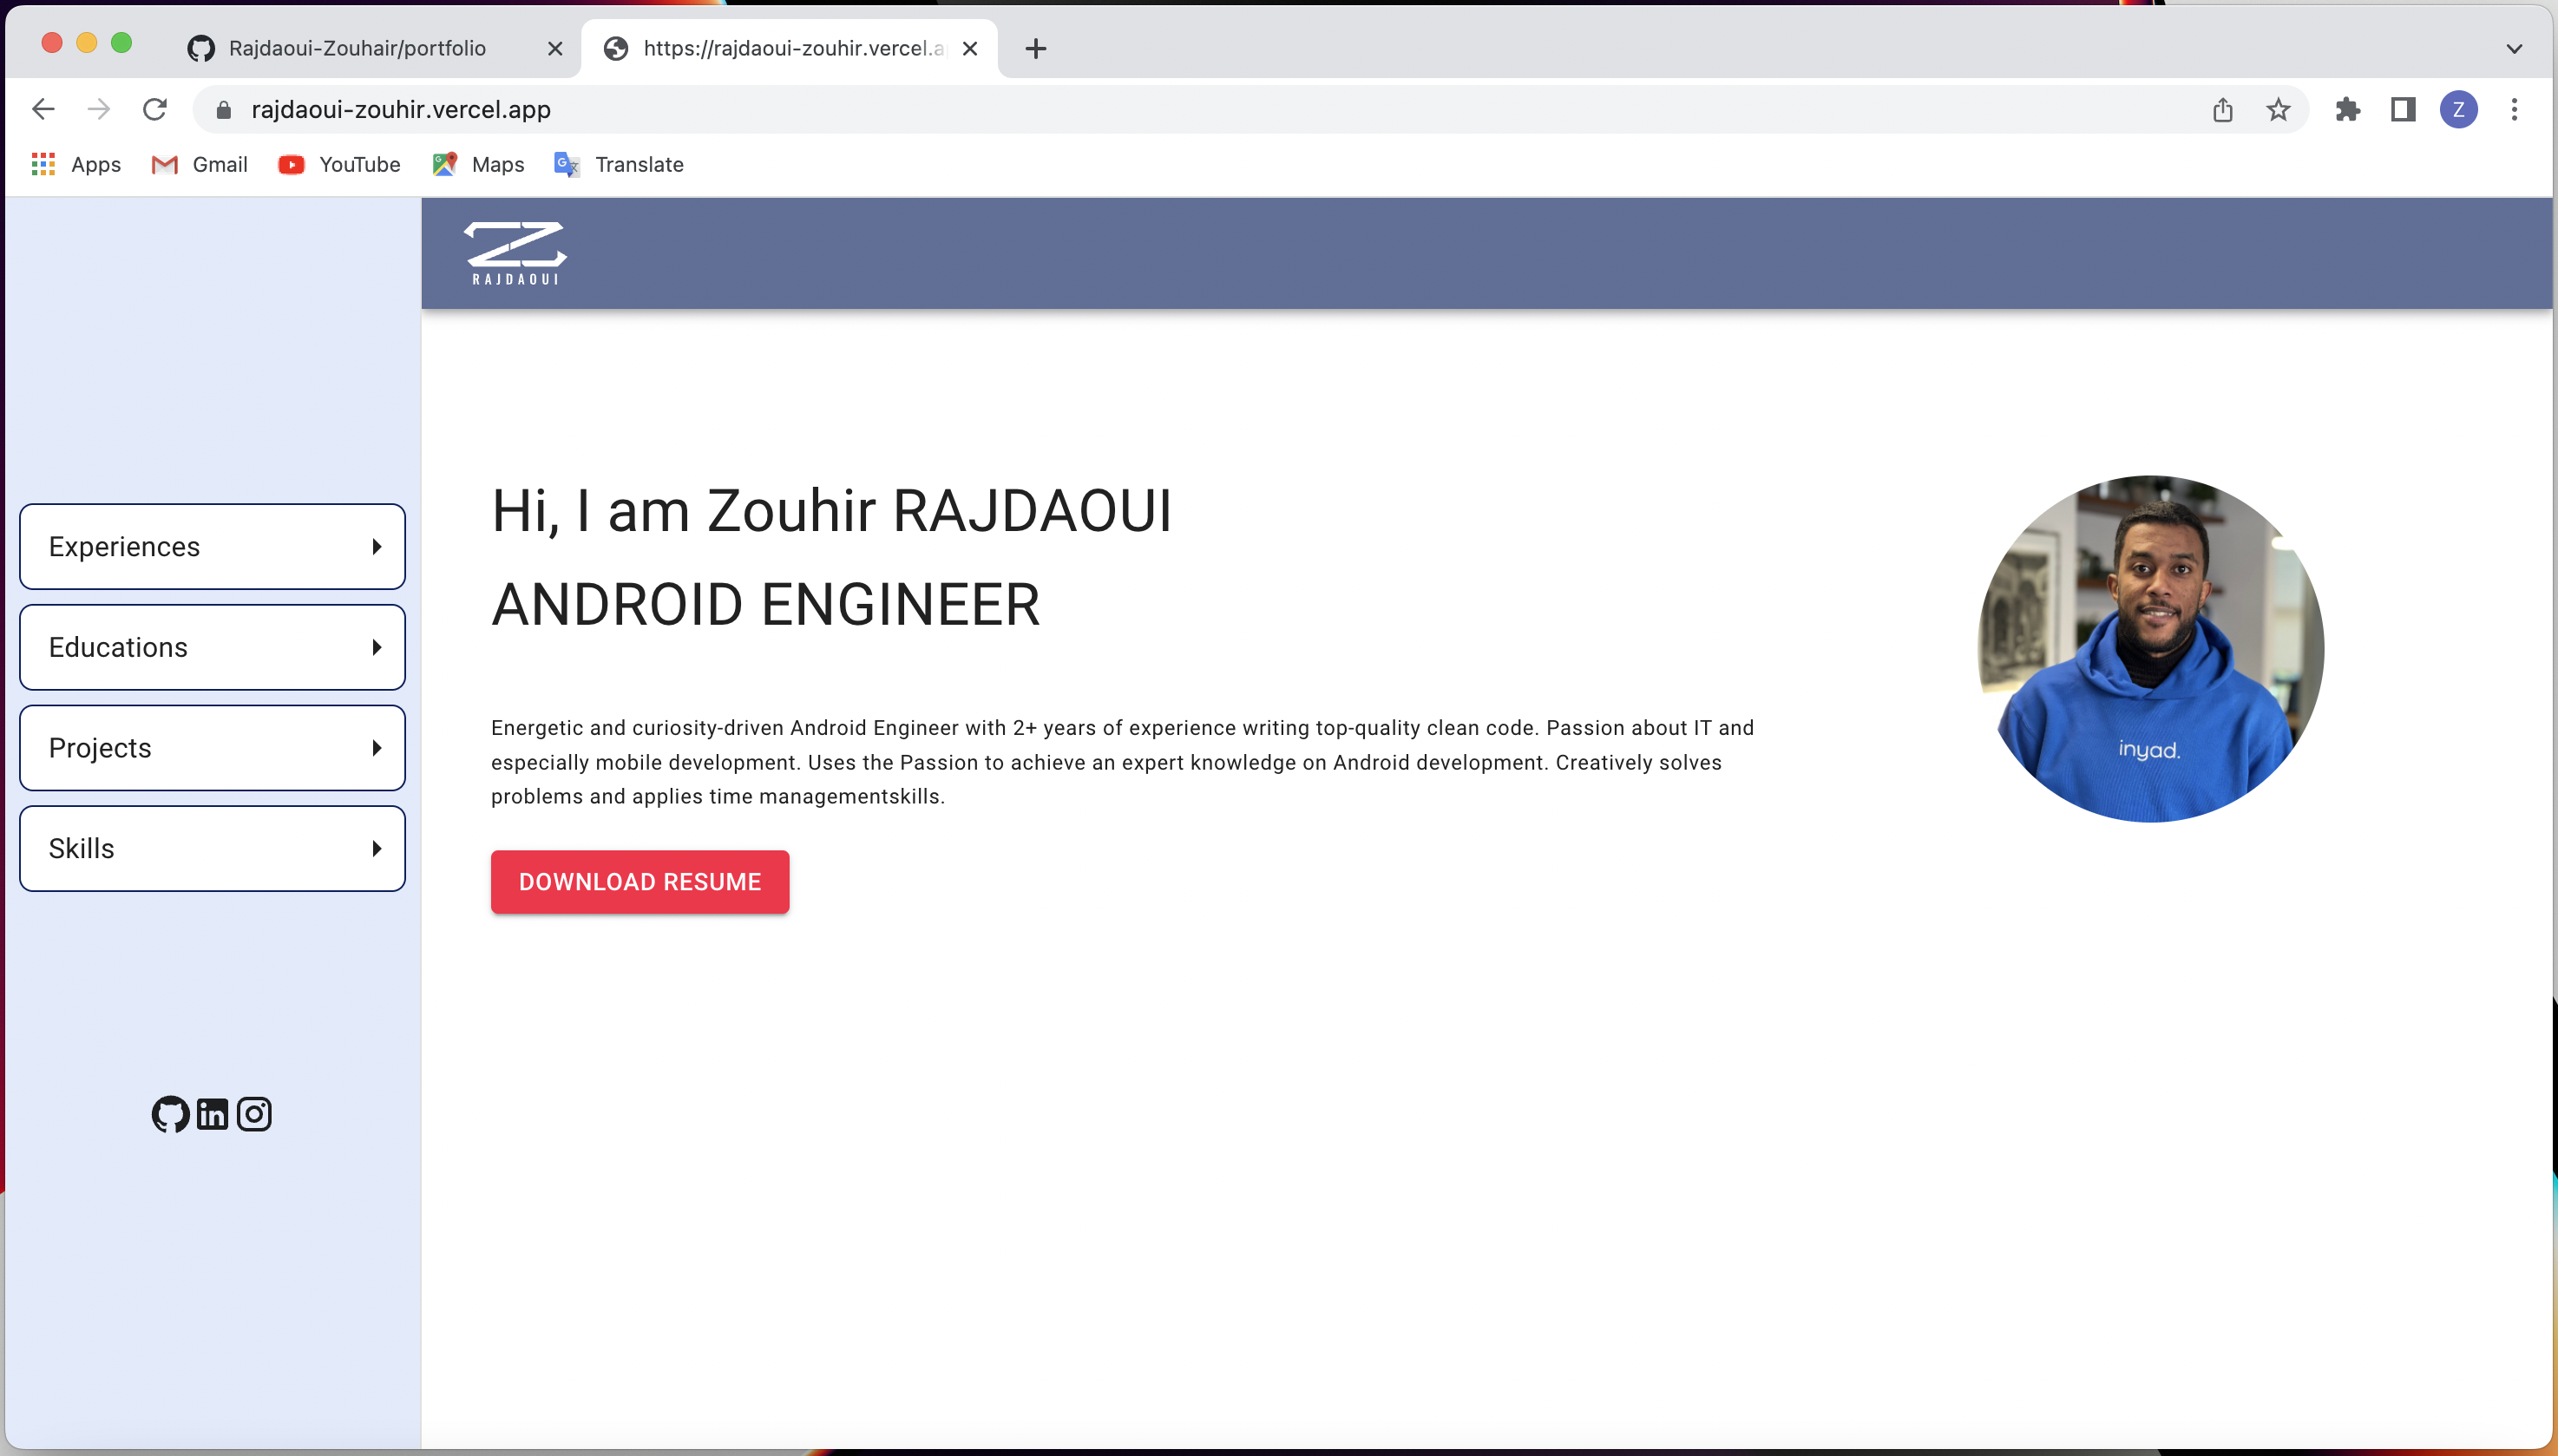 Rajdaoui-Zouhair/portfolio
https://rajdaoui-zouhir.vercel.a
rajdaoui-zouhir.vercel.app
Z
Apps Gmail YouTube Maps Translate
RAJDAOUI
Experiences
Educations
Projects
Skills
Hi, I am Zouhir RAJDAOUI
ANDROID ENGINEER
Energetic and curiosity-driven Android Engineer with 2+ years of experience writing top-quality clean code. Passion about IT and
especially mobile development. Uses the Passion to achieve an expert knowledge on Android development. Creatively solves
problems and applies time managementskills.
DOWNLOAD RESUME
inyad.
in